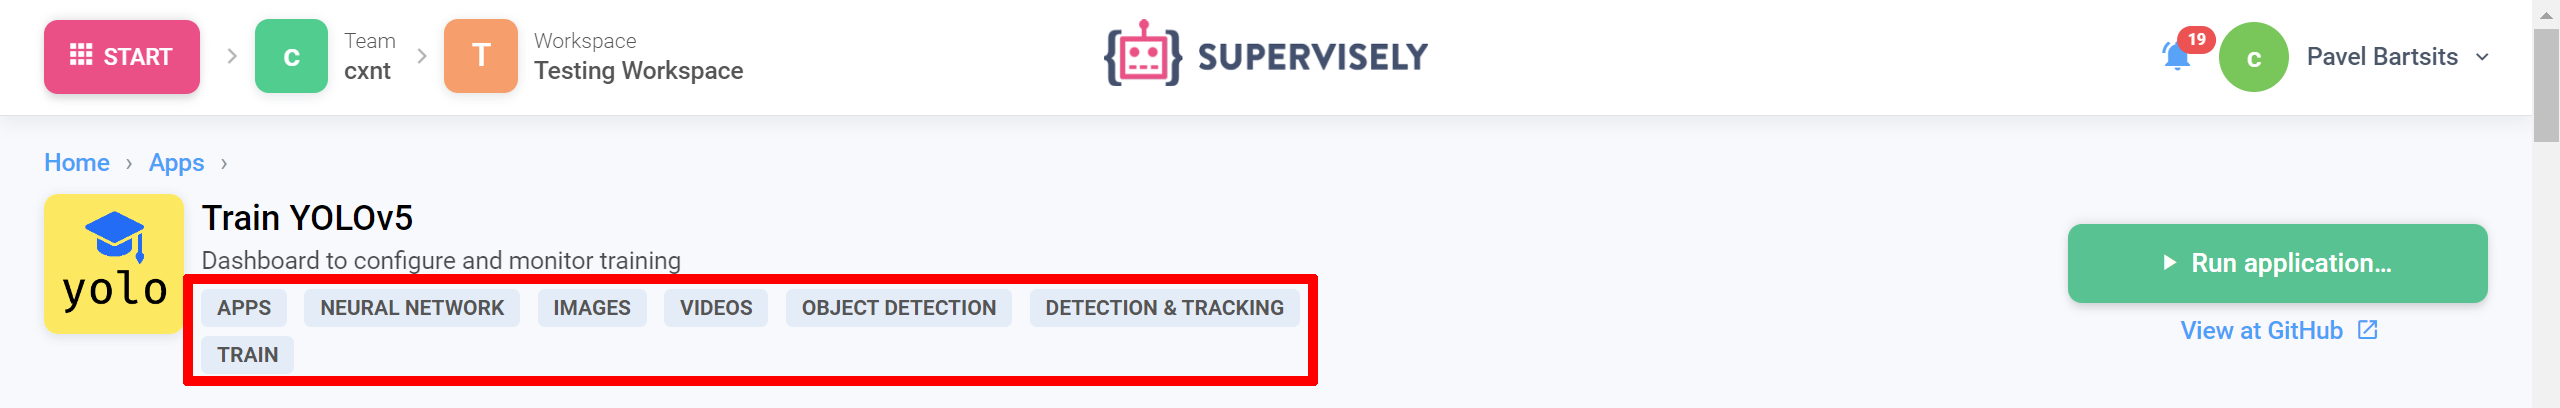 START
c
Team
cxnt
T
Workspace
Testing Workspace
SUPERVISELY
19
c
Pavel Bartsits
Home › Apps ›
yolo
Train YOLOv5
Dashboard to configure and monitor training
APPS NEURAL NETWORK IMAGES VIDEOS OBJECT DETECTION DETECTION & TRACKING
TRAIN
Run application...
View at GitHub